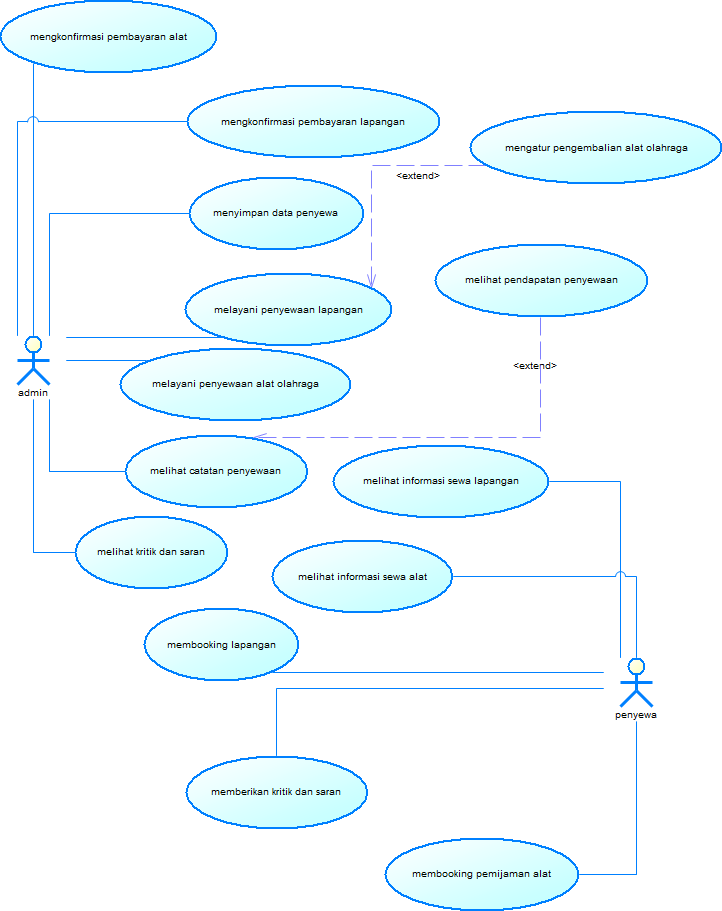 mengkonfirmasi pembayaran alat
mengkonfirmasi pembayaran lapangan
mengatur pengembalian alat olahraga
<extend>
menyimpan data penyewa
melihat pendapatan penyewaan
melayani penyewaan lapangan
<extend>
melayani penyewaan alat olahraga
admin
melihat catatan penyewaan
melihat informasi sewa lapangan
melihat kritik dan saran
melihat informasi sewa alat
membooking lapangan
penyewa
memberikan kritik dan saran
membooking pemijaman alat